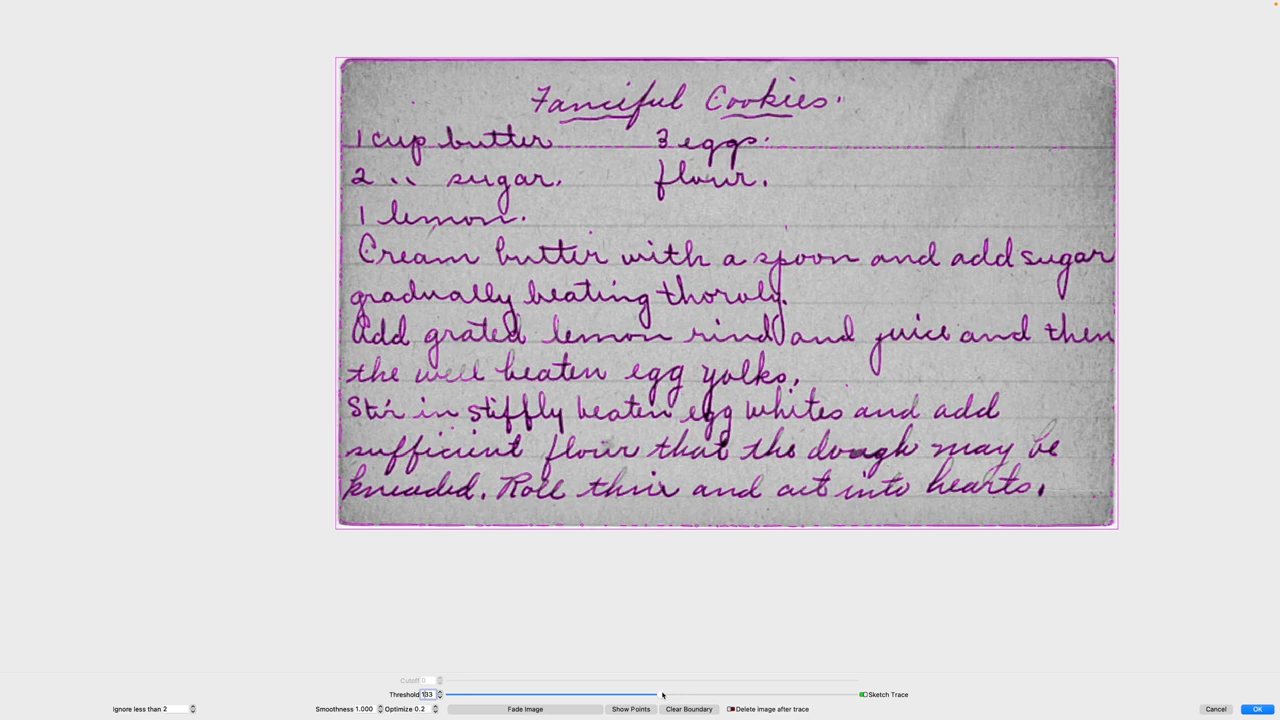 Fanciful Cookies.
1 cup butter 3 eggs.
2 ,, sugar. flour.
1 lemon.
Cream butter with a spoon and add sugar
gradually beating thoroly.
Add grated lemon rind and juice and then
the well beaten egg yolks.
Stir in stiffly beaten egg whites and add
sufficient flour that the dough may be
kneaded. Roll thin and cut into hearts.
Cutoff 0
Threshold 133 Sketch Trace
Ignore less than 2 Smoothness 1.000 Optimize 0.2 Fade Image Show Points Clear Boundary Delete image after trace Cancel OK